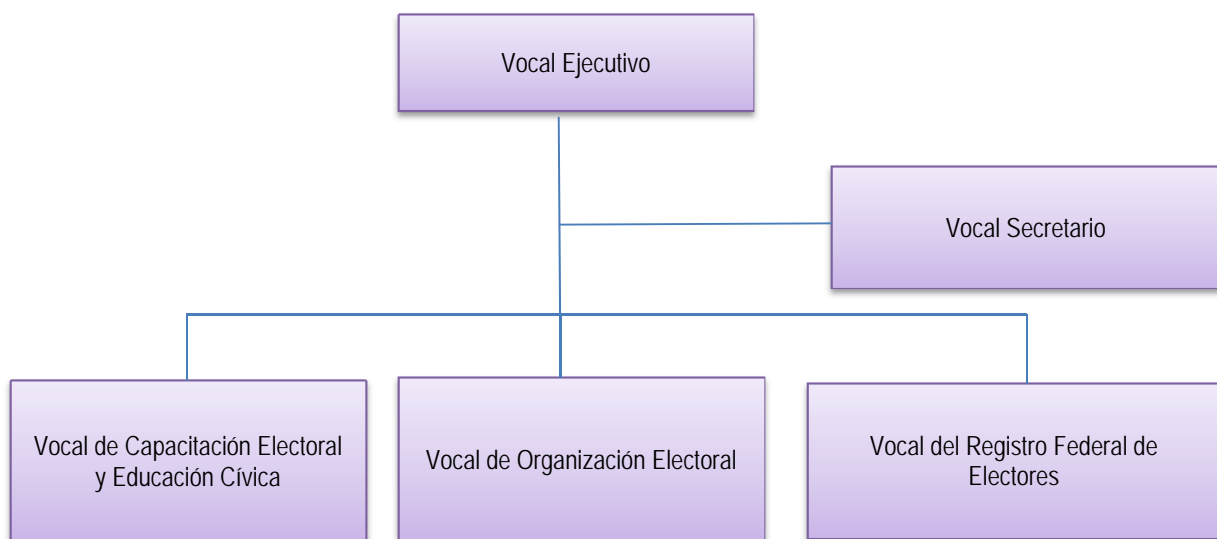 Vocal Ejecutivo
Vocal Secretario
Vocal de Capacitación Electoral
y Educación Cívica
Vocal de Organización Electoral
Vocal del Registro Federal de
Electores